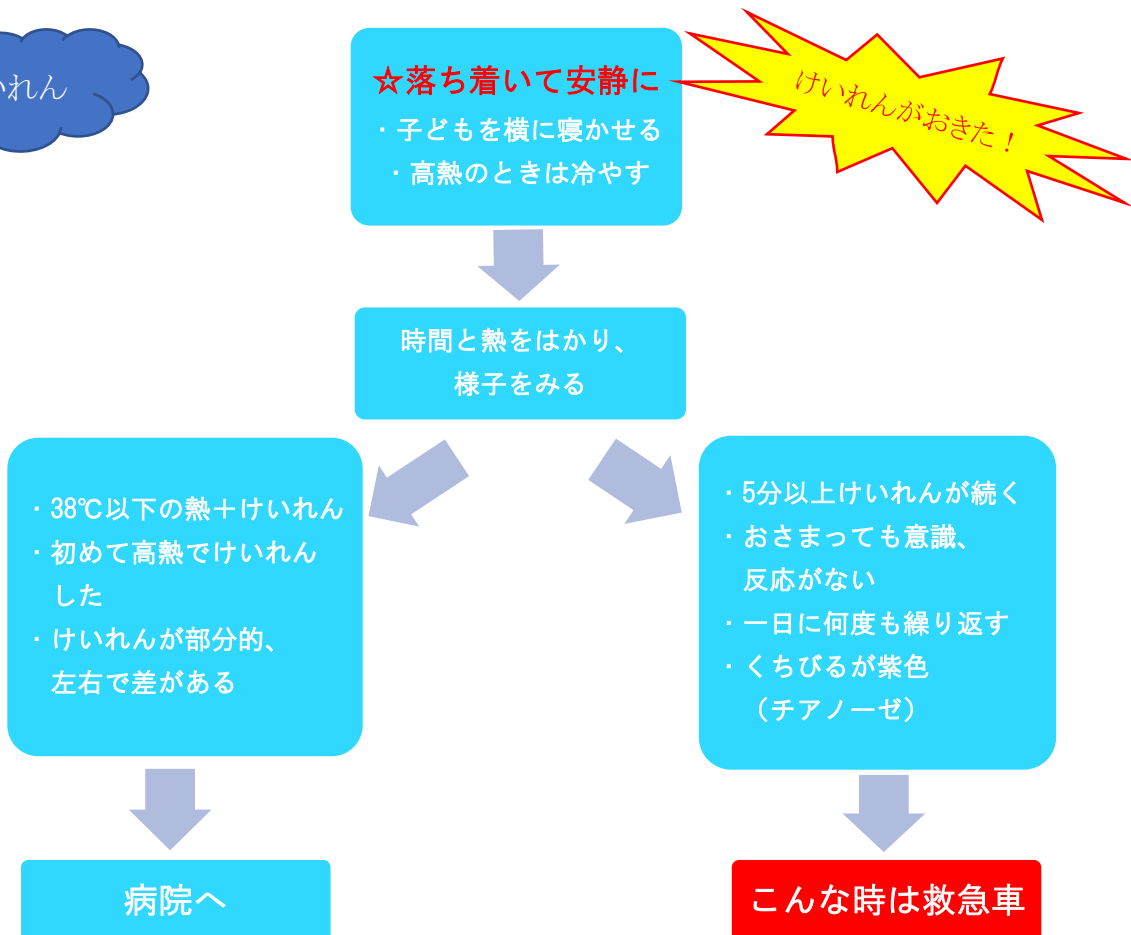 いれん
けいれんがおきた！
☆落ち着いて安静に
・子どもを横に寝かせる
・高熱のときは冷やす
時間と熱をはかり、
様子をみる
・38℃以下の熱＋けいれん
・初めて高熱でけいれん
した
・けいれんが部分的、
左右で差がある
・5分以上けいれんが続く
・おさまっても意識、
反応がない
・一日に何度も繰り返す
・くちびるが紫色
（チアノーゼ）
病院へ
こんな時は救急車